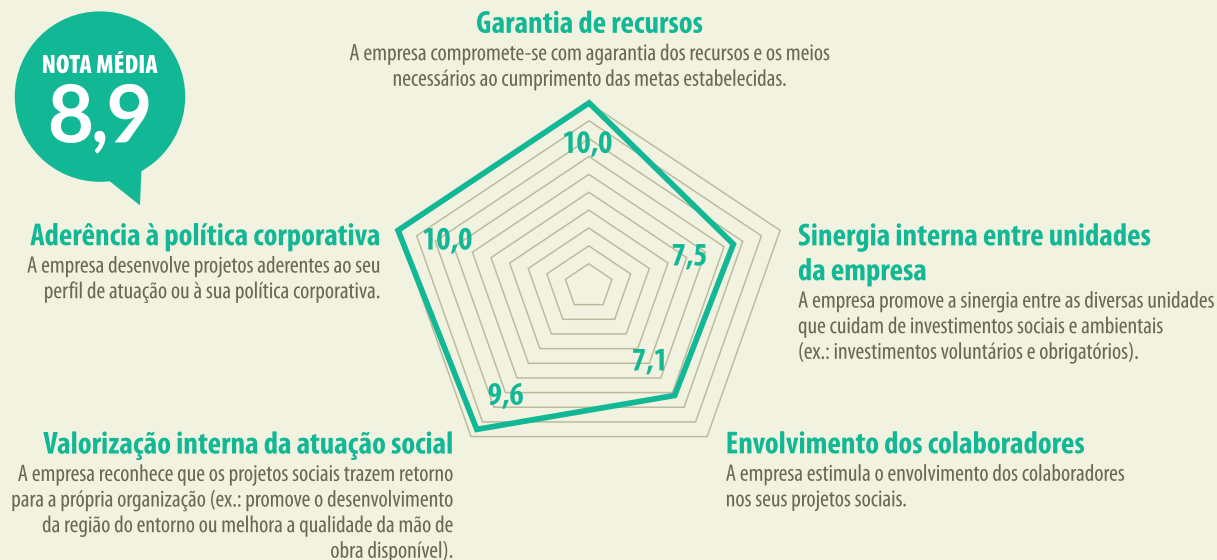 NOTA MÉDIA
8,9
Garantia de recursos
A empresa compromete-se com agarantia dos recursos e os meios
necessários ao cumprimento das metas estabelecidas.
10,0
Aderência à política corporativa
A empresa desenvolve projetos aderentes ao seu
perfil de atuação ou à sua política corporativa.
10,0
7,5
Sinergia interna entre unidades
da empresa
A empresa promove a sinergia entre as diversas unidades
que cuidam de investimentos sociais e ambientais
(ex.: investimentos voluntários e obrigatórios).
7,1
9,6
Valorização interna da atuação social
A empresa reconhece que os projetos sociais trazem retorno
para a própria organização (ex.: promove o desenvolvimento
da região do entorno ou melhora a qualidade da mão de
obra disponível).
Envolvimento dos colaboradores
A empresa estimula o envolvimento dos colaboradores
nos seus projetos sociais.